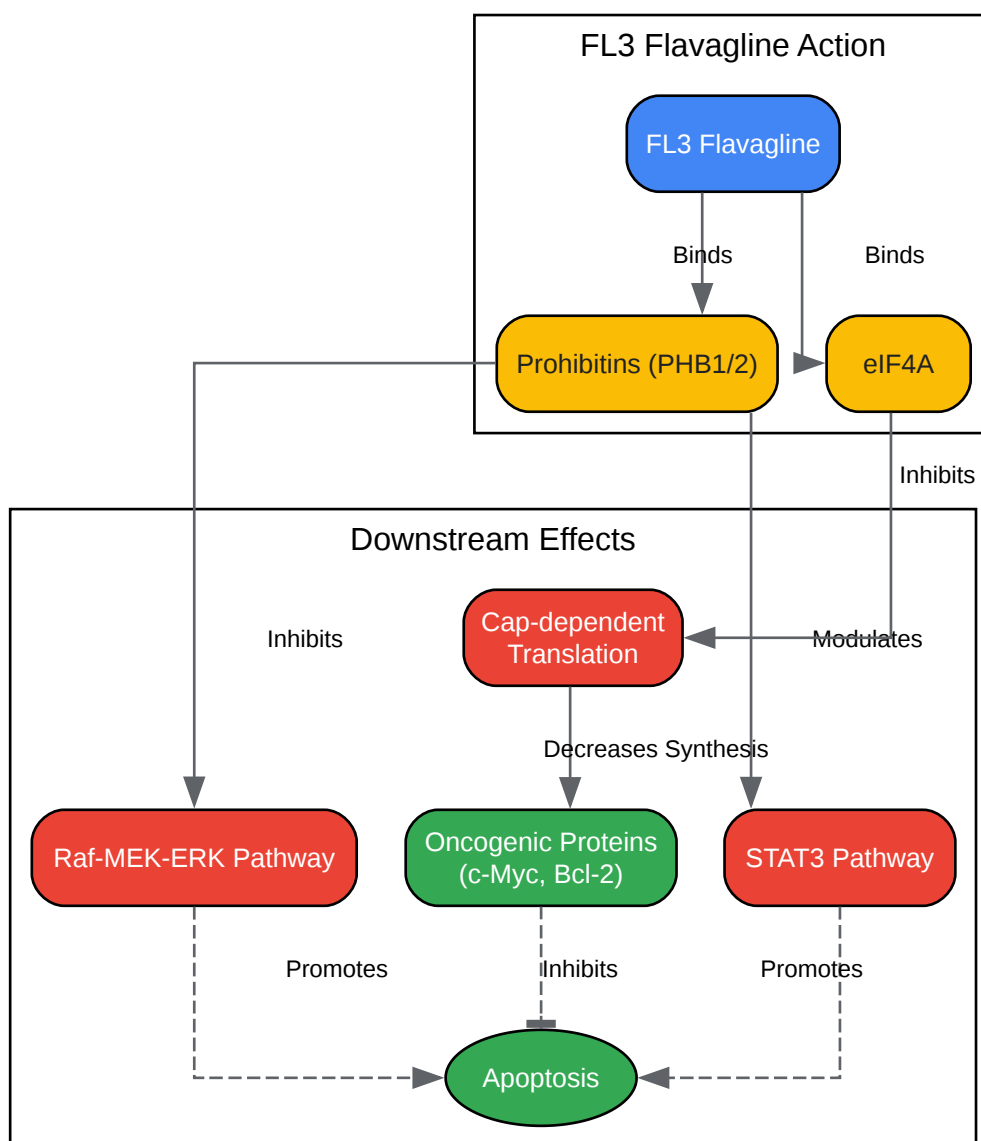 FL3 Flavagline Action
FL3 Flavagline
Binds
Binds
Prohibitins (PHB1/2)
eIF4A
Inhibits
Downstream Effects
Cap-dependent
Translation
Inhibits
Modulates
Decreases Synthesis
Raf-MEK-ERK Pathway
Oncogenic Proteins
(c-Myc, Bcl-2)
STAT3 Pathway
Promotes
Inhibits
Promotes
Apoptosis